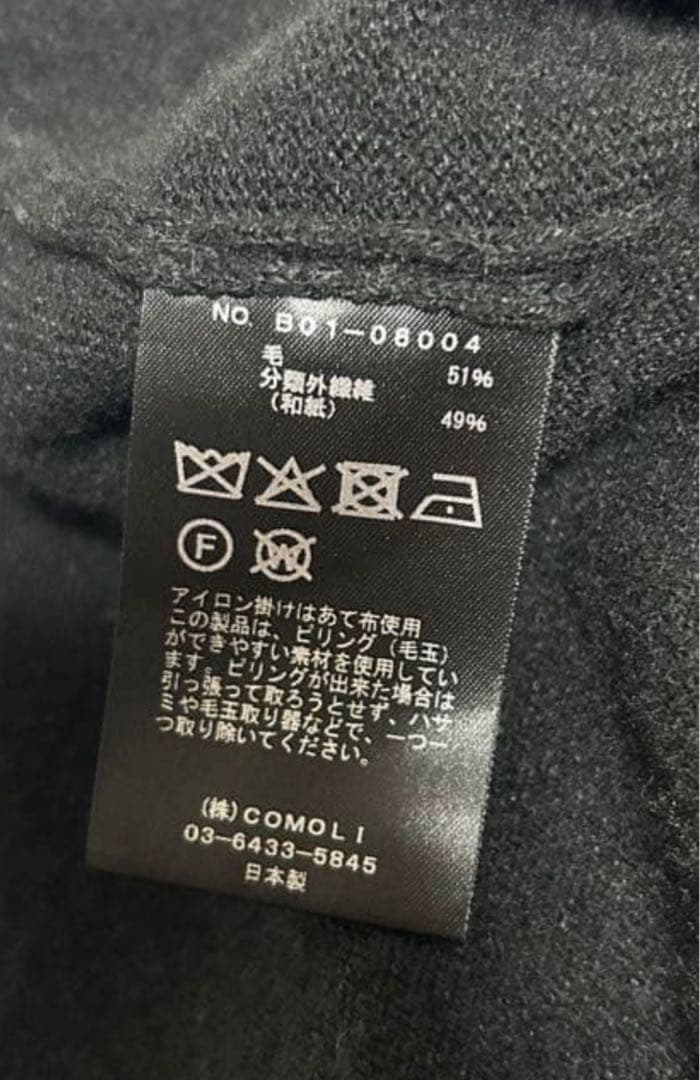 NO. B01-08004
毛 51%
分類外繊維
(和紙) 49%
F W
アイロン掛けはあて布使用
この製品は、ピリング(毛玉)
ができやすい素材を使用してい
ます。ピリングが出来た場合は
引っ張って取ろうとせず、ハサ
ミや毛玉取り器などで、一つ一
つ取り除いてください。
(株)COMOLI
03-6433-5845
日本製